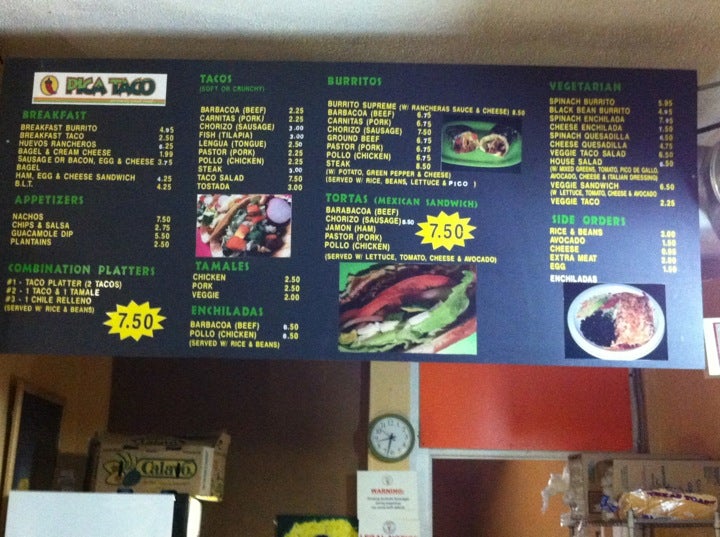 PICA TACO
BREAKFAST
BREAKFAST BURRITO 4.95
BREAKFAST TACO 2.50
HUEVOS RANCHEROS 6.25
BAGEL & CREAM CHEESE 1.99
SAUSAGE OR BACON, EGG & CHEESE 3.75
BAGEL
HAM, EGG & CHEESE SANDWICH 4.25
B.L.T. 4.25
APPETIZERS
NACHOS 7.50
CHIPS & SALSA 2.75
GUACAMOLE DIP 5.50
PLANTAINS 2.50
COMBINATION PLATTERS
#1 - TACO PLATTER (2 TACOS)
#2 - 1 TACO & 1 TAMALE
#3 - 1 CHILE RELLENO
(SERVED W/ RICE & BEANS)
7.50
TACOS
(SOFT OR CRUNCHY)
BARBACOA (BEEF) 2.25
CARNITAS (PORK) 2.25
CHORIZO (SAUSAGE) 3.00
FISH (TILAPIA) 3.00
LENGUA (TONGUE) 2.50
PASTOR (PORK) 2.25
POLLO (CHICKEN) 2.25
STEAK 3.00
TACO SALAD 7.50
TOSTADA 3.00
TAMALES
CHICKEN 2.50
PORK 2.50
VEGGIE 2.00
ENCHILADAS
BARBACOA (BEEF) 6.50
POLLO (CHICKEN) 6.50
(SERVED W/ RICE & BEANS)
BURRITOS
BURRITO SUPREME (W/ RANCHERAS SAUCE & CHEESE) 8.50
BARBACOA (BEEF) 6.75
CARNITAS (PORK) 6.75
CHORIZO (SAUSAGE) 7.50
GROUND BEEF 6.75
PASTOR (PORK) 6.75
POLLO (CHICKEN) 6.75
STEAK 8.50
(W/ POTATO, GREEN PEPPER & CHEESE)
(SERVED W/ RICE, BEANS, LETTUCE & PICO)
TORTAS (MEXICAN SANDWICH)
BARABACOA (BEEF)
CHORIZO (SAUSAGE) 8.50
JAMON (HAM)
PASTOR (PORK)
POLLO (CHICKEN)
7.50
(SERVED W/ LETTUCE, TOMATO, CHEESE & AVOCADO)
VEGETARIAN
SPINACH BURRITO 5.95
BLACK BEAN BURRITO 4.95
SPINACH ENCHILADA 7.95
CHEESE ENCHILADA 1.50
SPINACH QUESADILLA 4.50
CHEESE QUESADILLA 4.75
VEGGIE TACO SALAD 6.50
HOUSE SALAD 6.50
(W/ MIXED GREENS, TOMATO, PICO DE GALLO,
AVOCADO, CHEESE & ITALIAN DRESSING)
VEGGIE SANDWICH 6.50
(W/ LETTUCE, TOMATO, CHEESE & AVOCADO
VEGGIE TACO 2.25
SIDE ORDERS
RICE & BEANS
AVOCADO
CHEESE
EXTRA MEAT
EGG
ENCHILADAS
Calavo
WARNING:
TEXAS TOAST